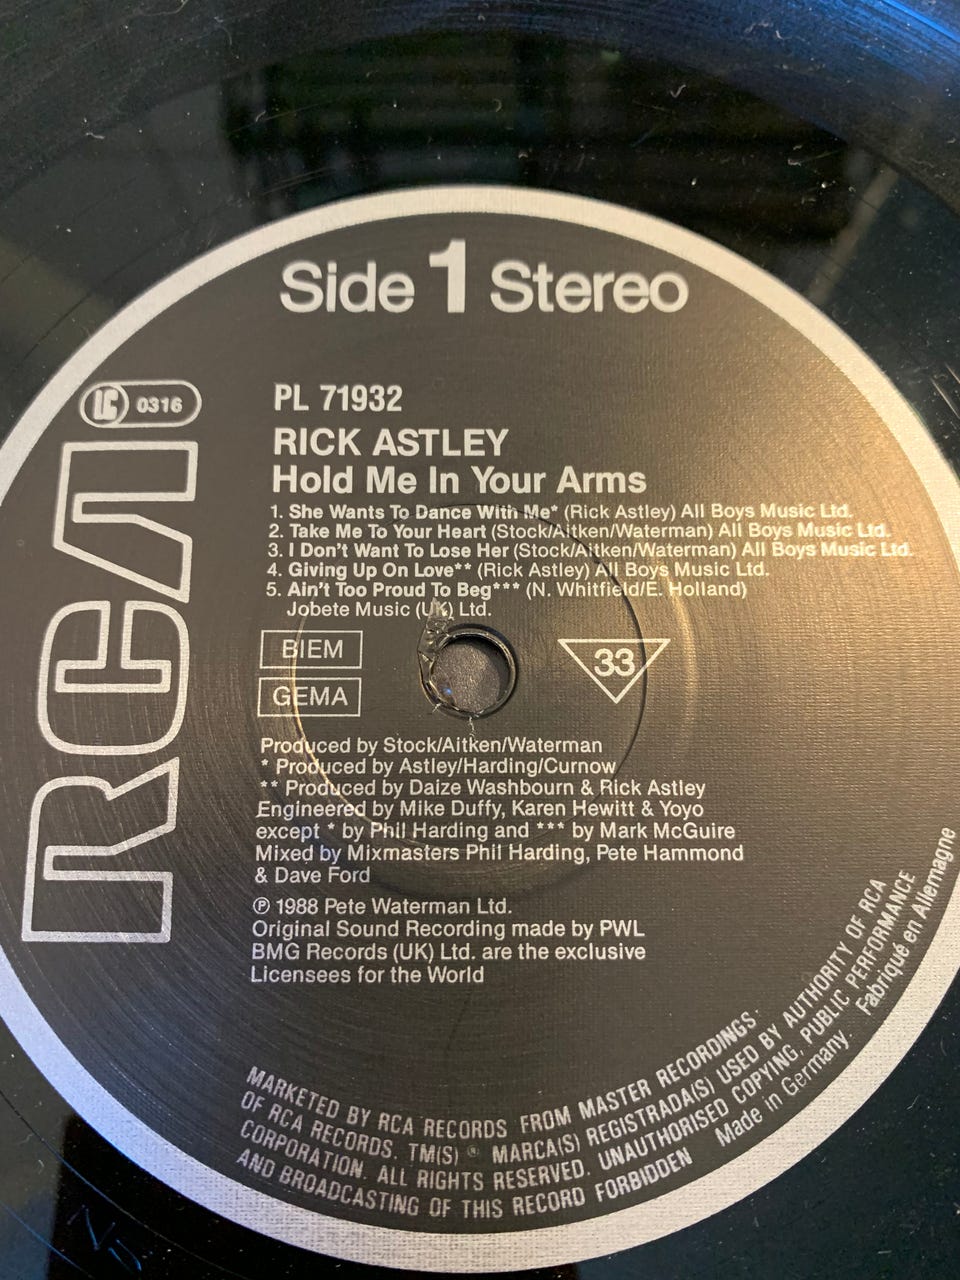 Side 1 Stereo
LC 0316
RCA
PL 71932
RICK ASTLEY
Hold Me In Your Arms
1. She Wants To Dance With Me* (Rick Astley) All Boys Music Ltd.
2. Take Me To Your Heart (Stock/Aitken/Waterman) All Boys Music Ltd.
3. I Don't Want To Lose Her (Stock/Aitken/Waterman) All Boys Music Ltd.
4. Giving Up On Love** (Rick Astley) All Boys Music Ltd.
5. Ain't Too Proud To Beg*** (N. Whitfield/E. Holland)
Jobete Music (UK) Ltd.
BIEM
GEMA
33
Produced by Stock/Aitken/Waterman
* Produced by Astley/Harding/Curnow
** Produced by Daize Washbourn & Rick Astley
Engineered by Mike Duffy, Karen Hewitt & Yoyo
except * by Phil Harding and *** by Mark McGuire
Mixed by Mixmasters Phil Harding, Pete Hammond
& Dave Ford
℗ 1988 Pete Waterman Ltd.
Original Sound Recording made by PWL
BMG Records (UK) Ltd. are the exclusive
Licensees for the World
MARKETED BY RCA RECORDS FROM MASTER RECORDINGS
OF RCA RECORDS. TM(S) ® MARCA(S) REGISTRADA(S) USED BY AUTHORITY OF RCA
CORPORATION. ALL RIGHTS RESERVED. UNAUTHORISED COPYING, PUBLIC PERFORMANCE
AND BROADCASTING OF THIS RECORD FORBIDDEN Made in Germany. Fabriqué en Allemagne